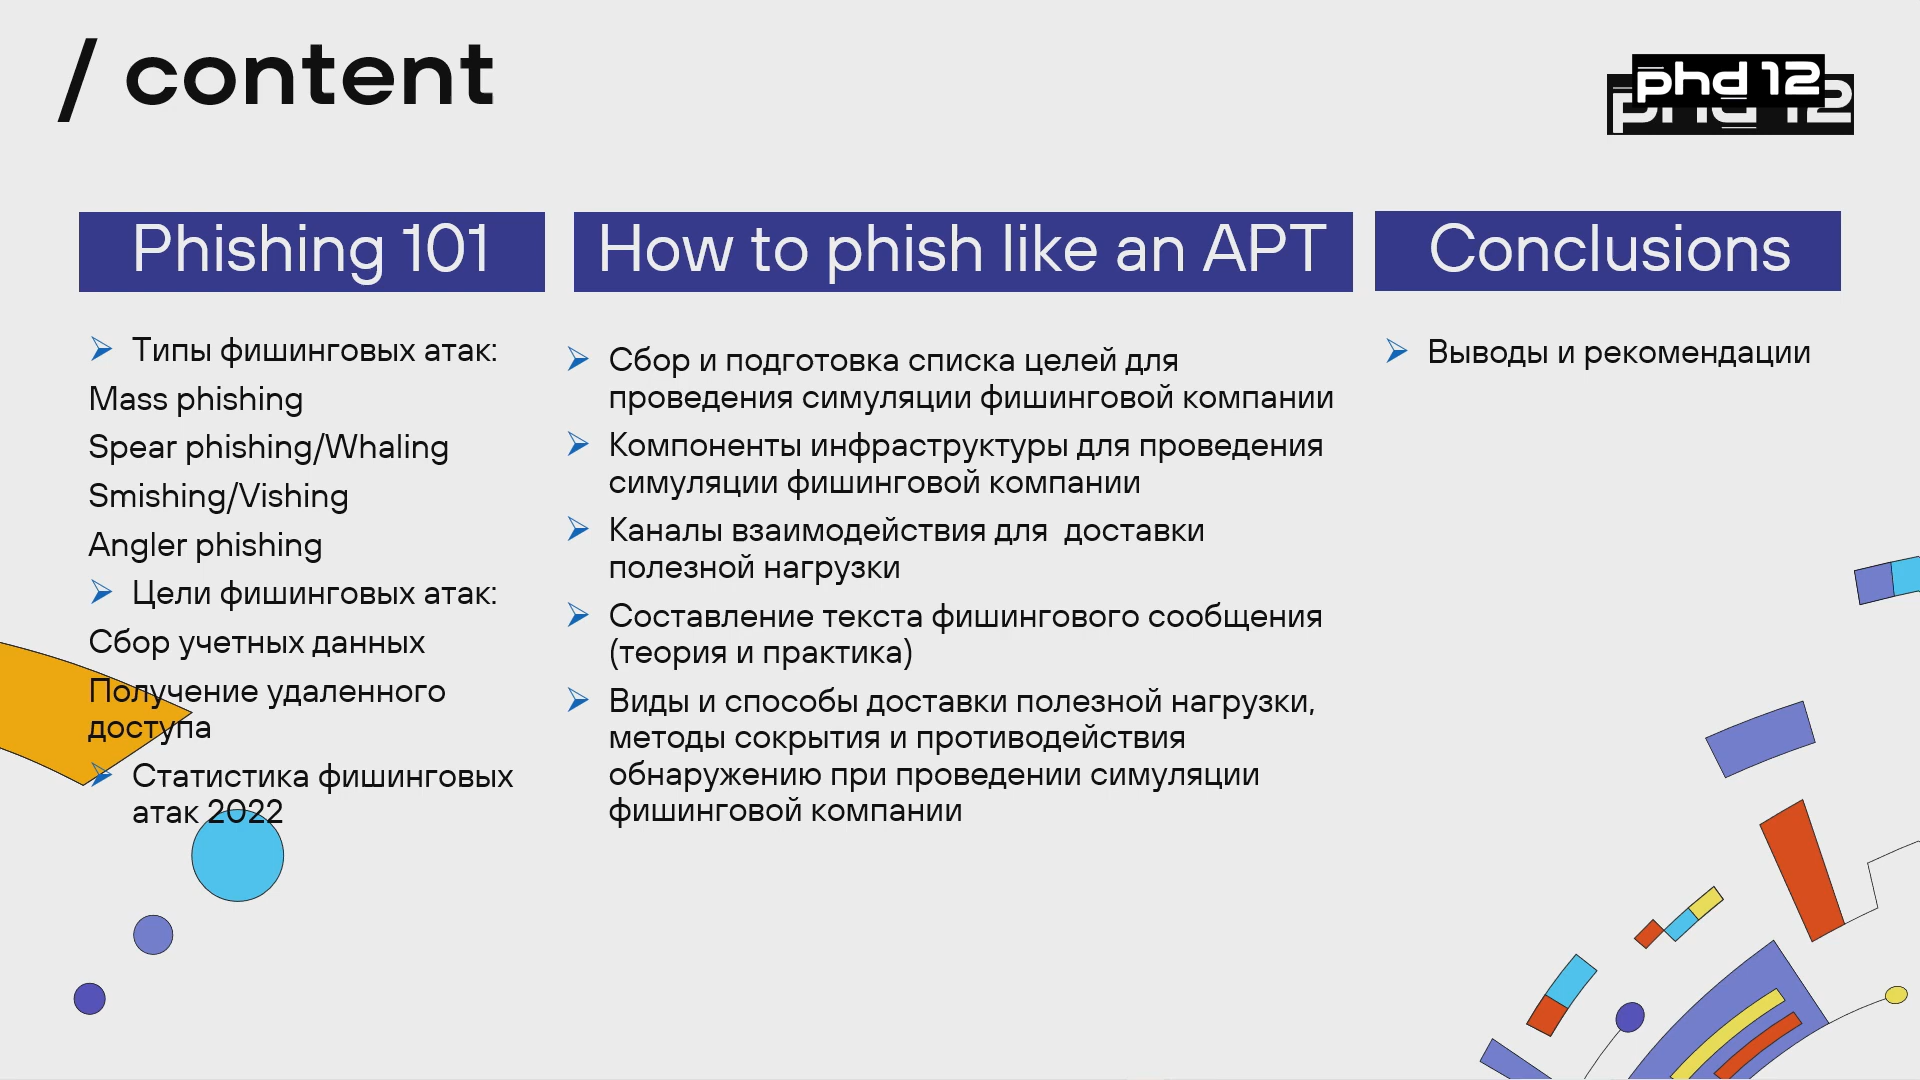 / content
phd 12
phd 12
Phishing 101
Типы фишинговых атак:
Mass phishing
Spear phishing/Whaling
Smishing/Vishing
Angler phishing
Цели фишинговых атак:
Сбор учетных данных
Получение удаленного
доступа
Статистика фишинговых
атак 2022
How to phish like an APT
Сбор и подготовка списка целей для
проведения симуляции фишинговой компании
Компоненты инфраструктуры для проведения
симуляции фишинговой компании
Каналы взаимодействия для  доставки
полезной нагрузки
Составление текста фишингового сообщения
(теория и практика)
Виды и способы доставки полезной нагрузки,
методы сокрытия и противодействия
обнаружению при проведении симуляции
фишинговой компании
Conclusions
Выводы и рекомендации